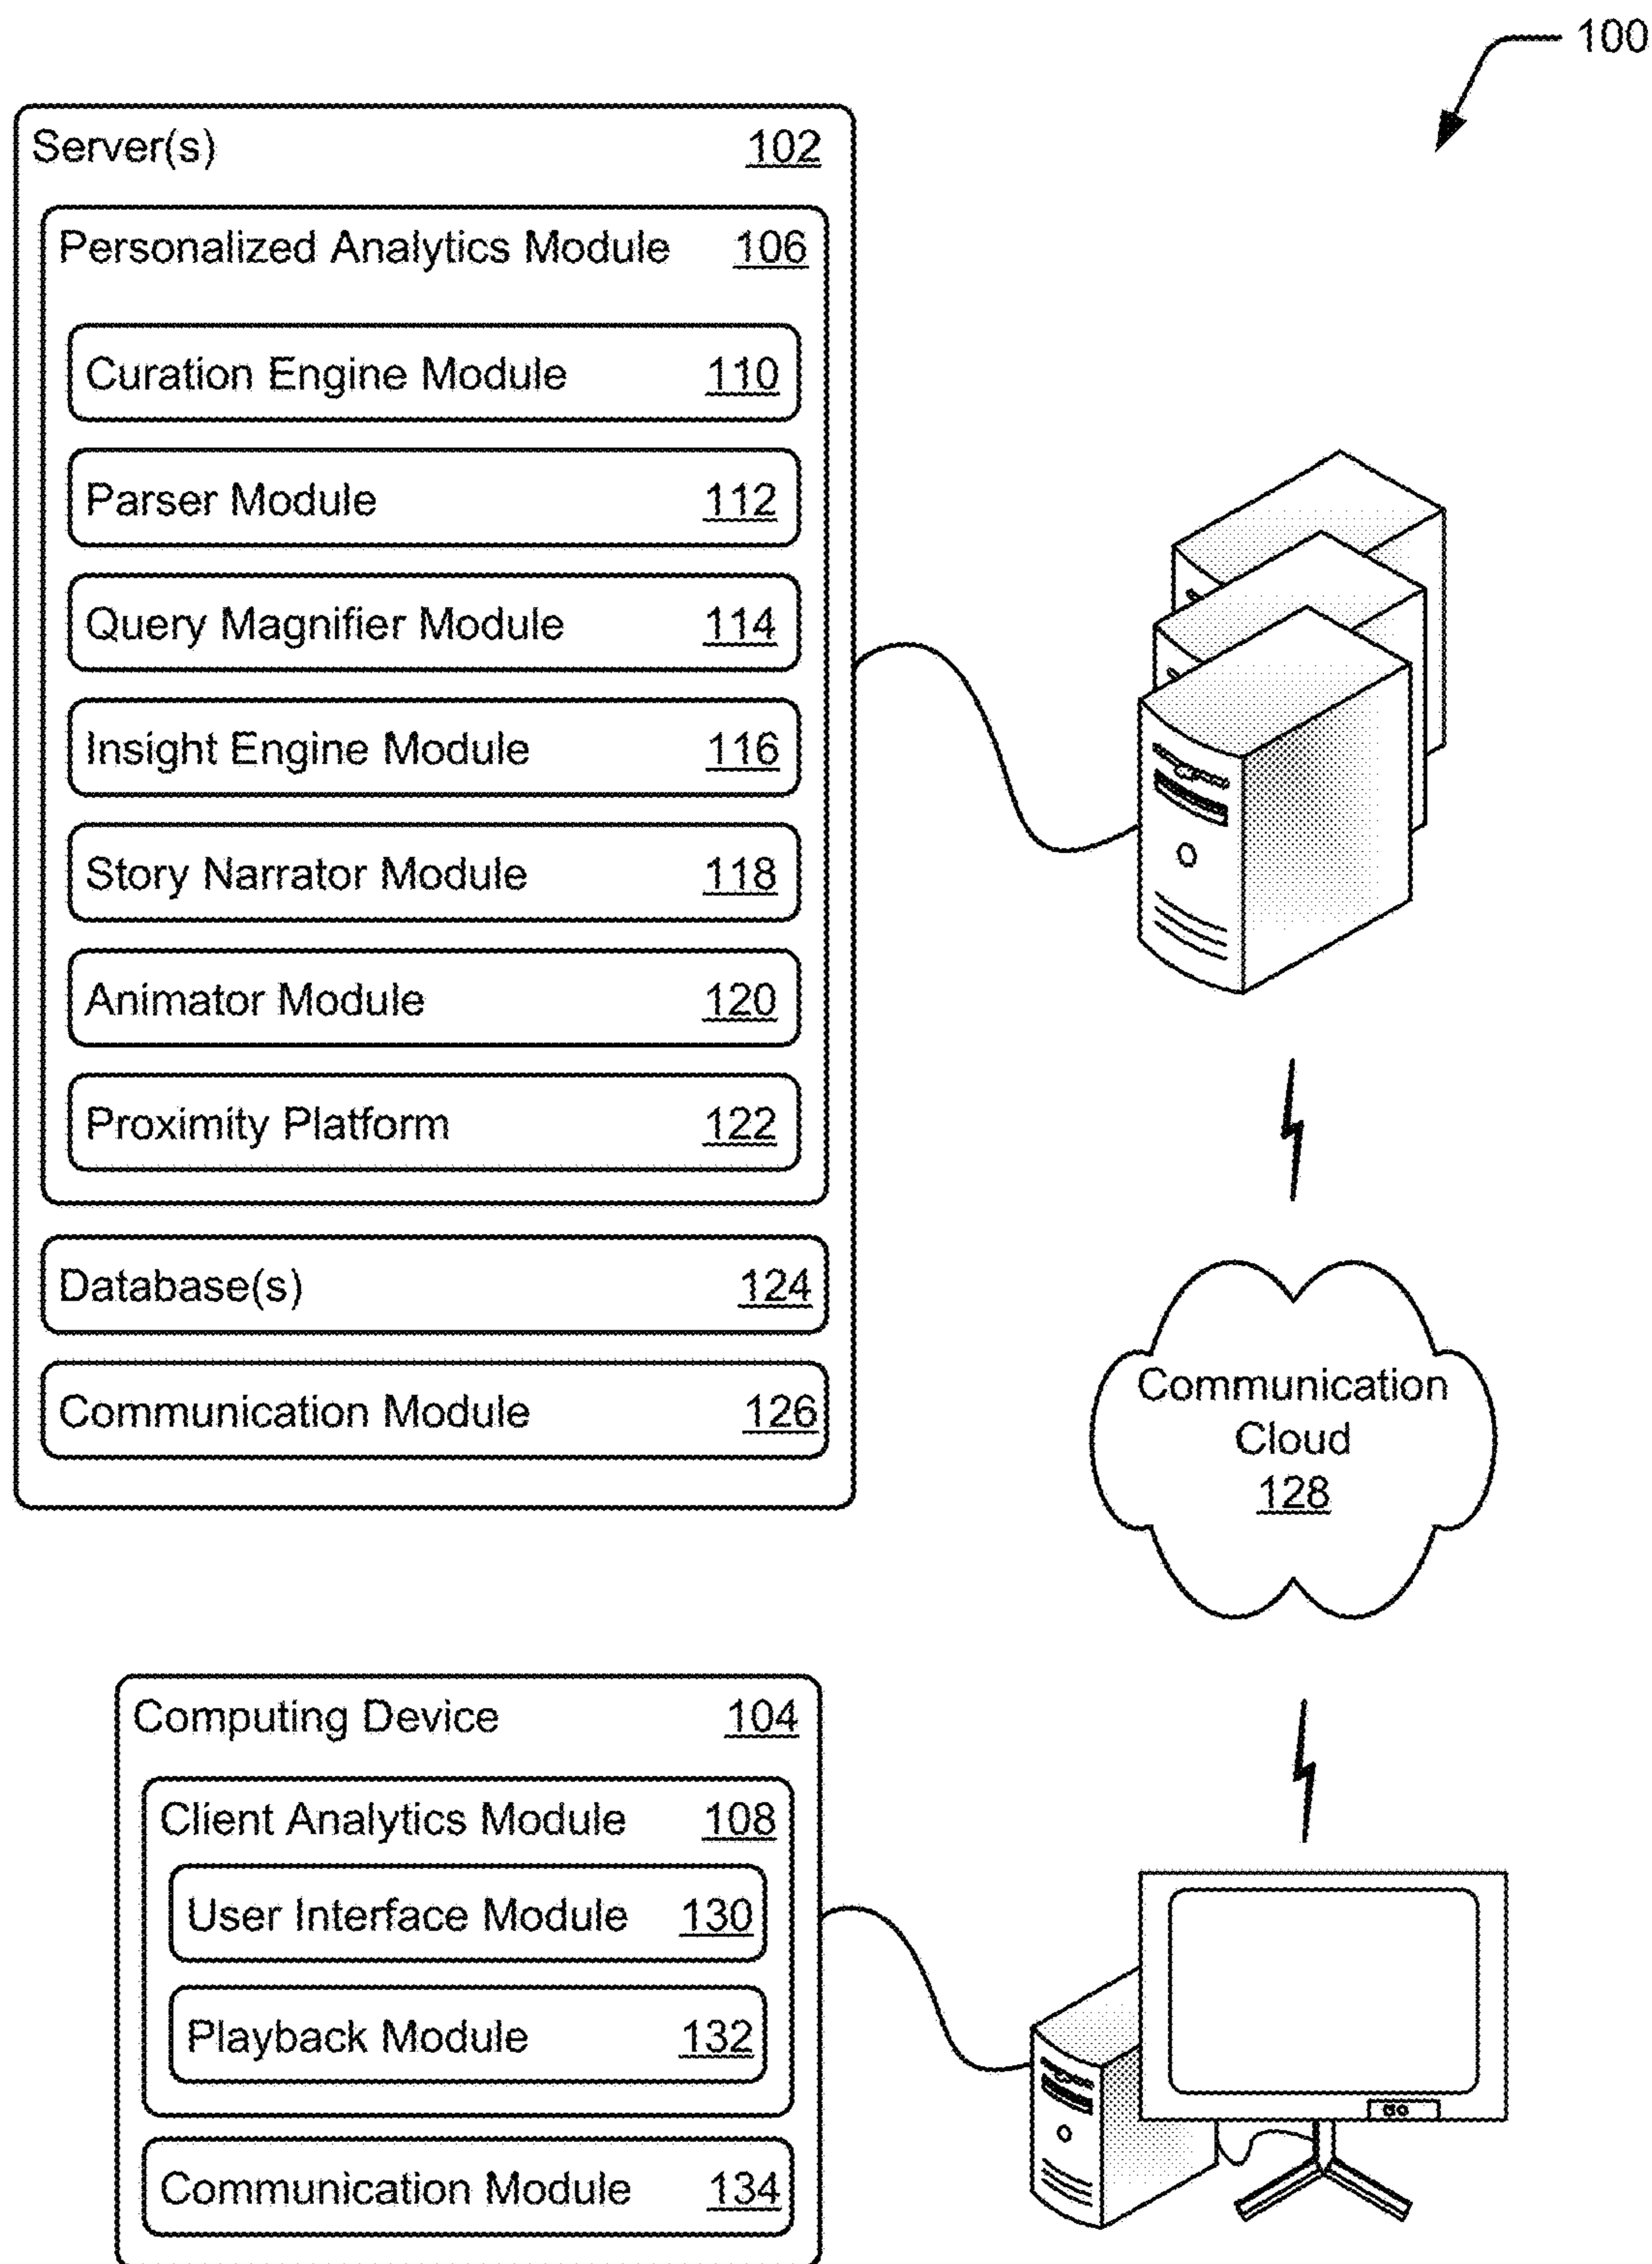 100
Server(s) 102
Personalized Analytics Module 106
Curation Engine Module 110
Parser Module 112
Query Magnifier Module 114
Insight Engine Module 116
Story Narrator Module 118
Animator Module 120
Proximity Platform 122
Database(s) 124
Communication Module 126
Communication
Cloud
128
Computing Device 104
Client Analytics Module 108
User Interface Module 130
Playback Module 132
Communication Module 134